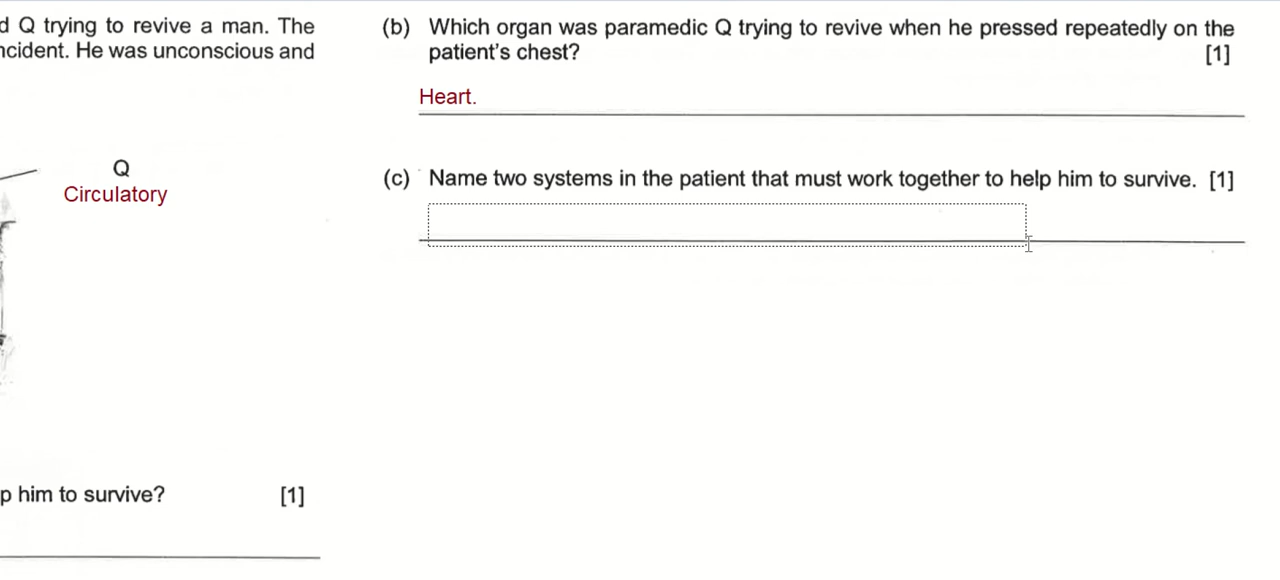 d Q trying to revive a man. The
ncident. He was unconscious and
Q
Circulatory
p him to survive? [1]
(b) Which organ was paramedic Q trying to revive when he pressed repeatedly on the
patient's chest? [1]
Heart.
(c) Name two systems in the patient that must work together to help him to survive. [1]